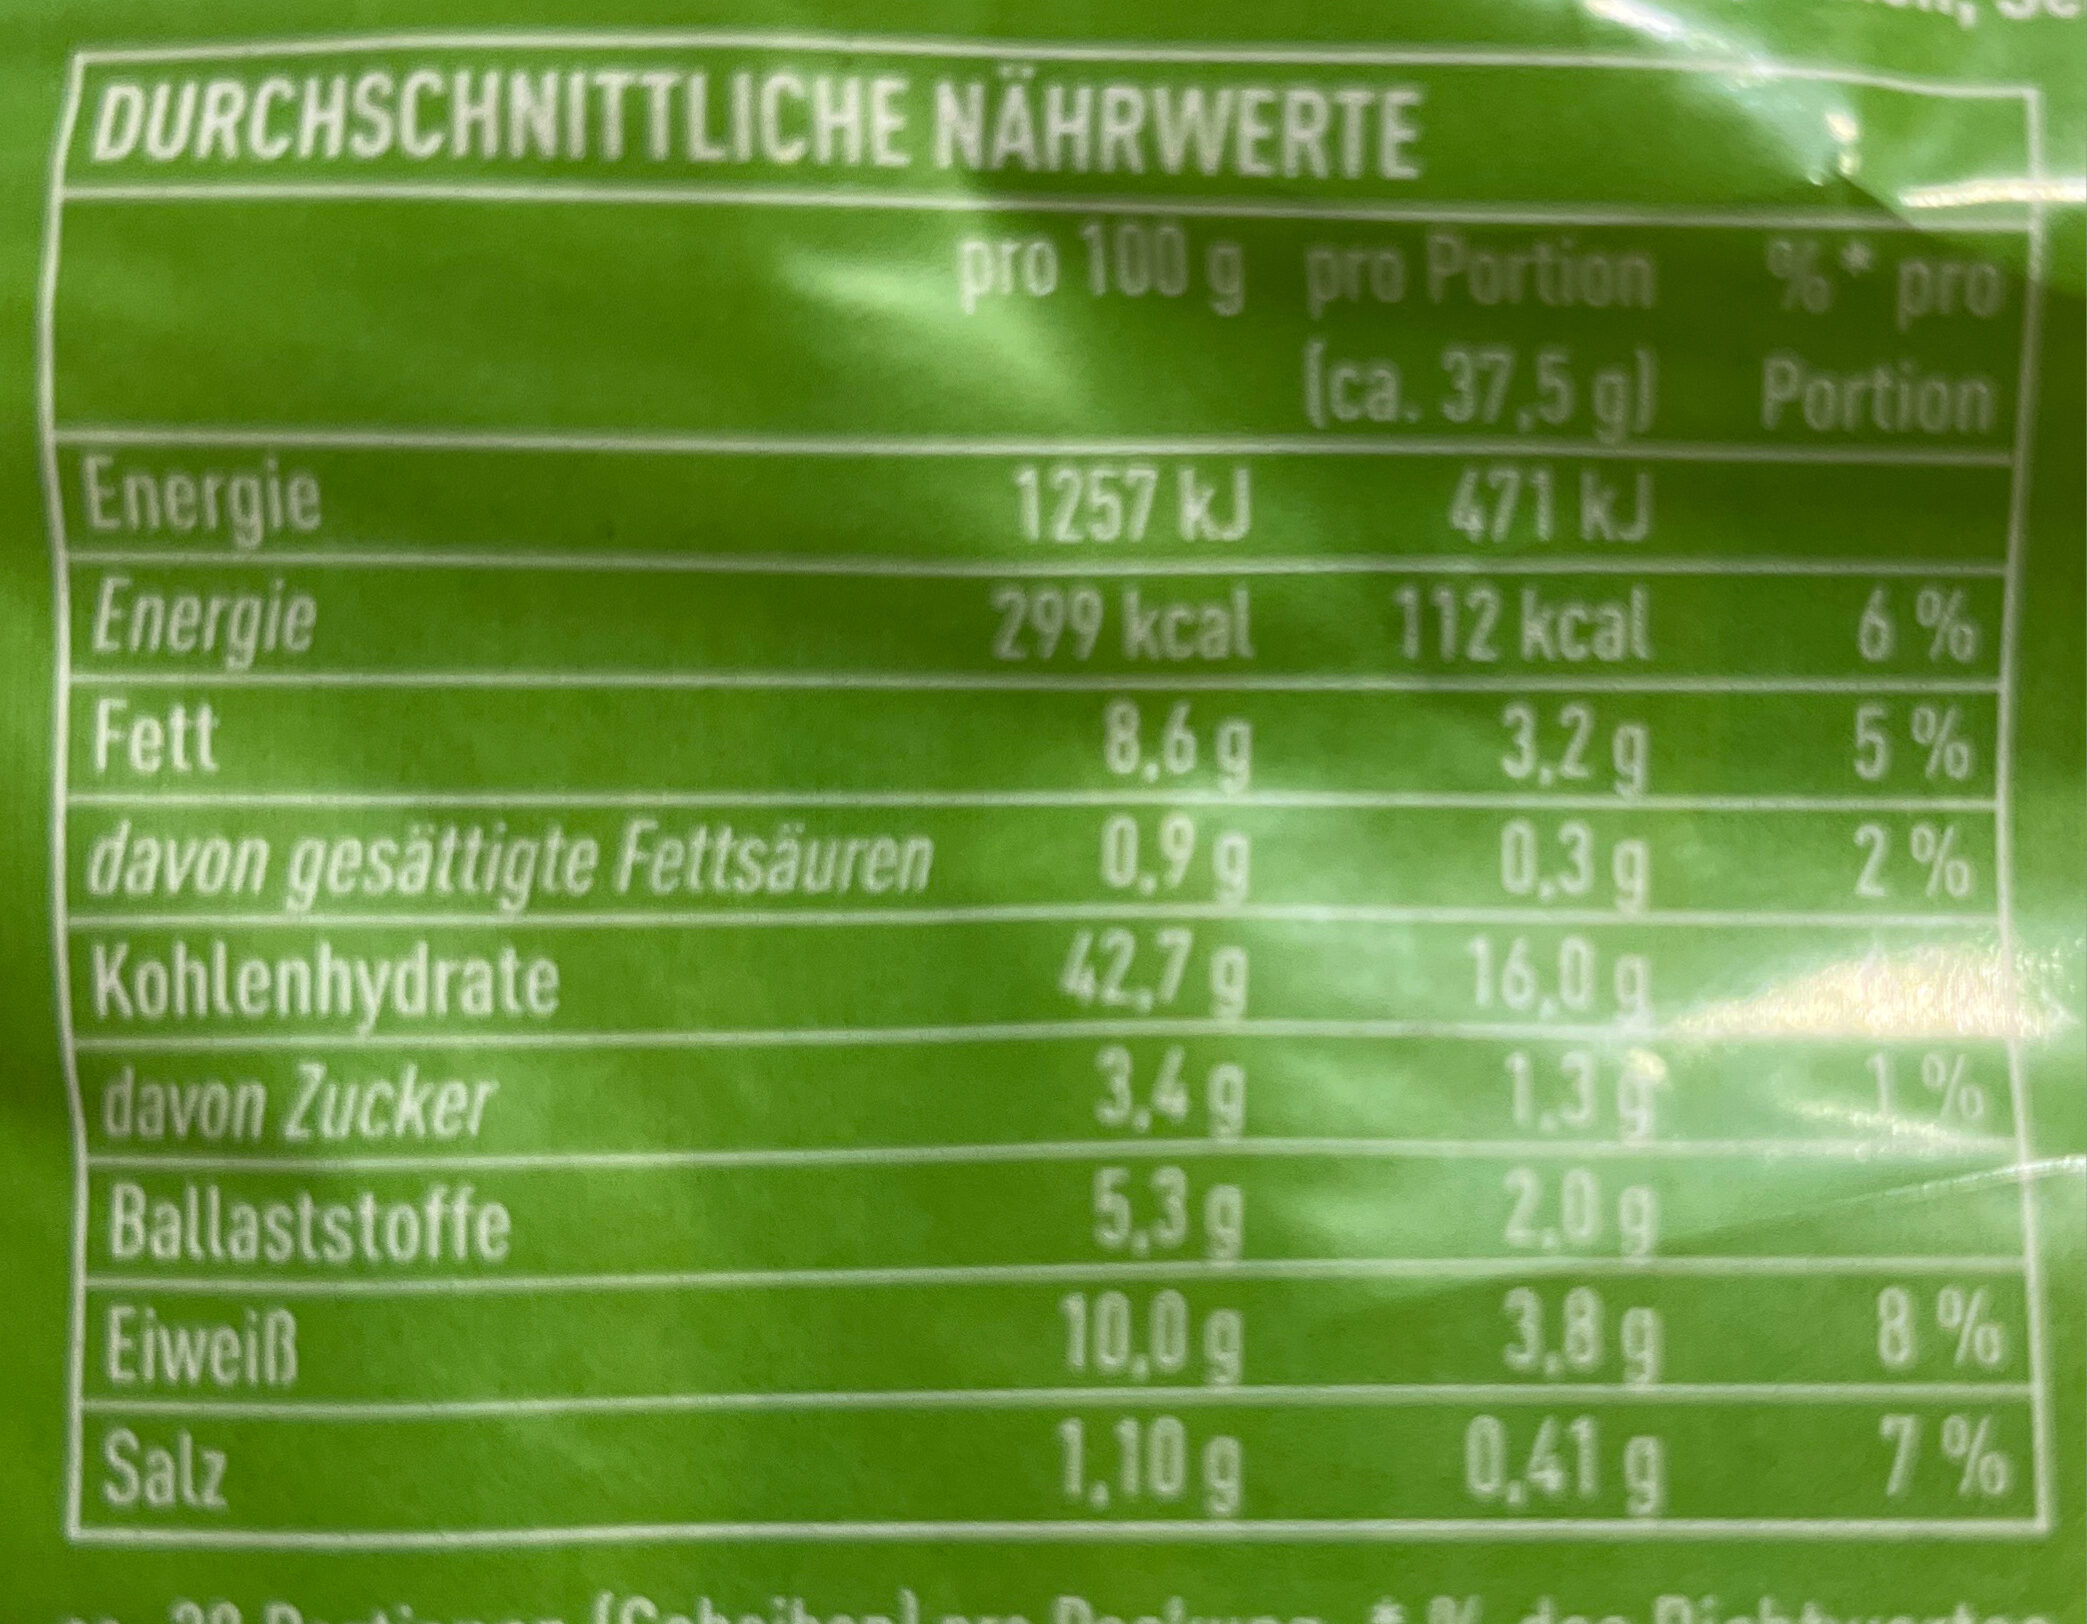 DURCHSCHNITTLICHE NÄHRWERTE
pro 100 g pro Portion %* pro
(ca. 37,5 g) Portion
Energie 1257 kJ 471 kJ
Energie 299 kcal 112 kcal 6 %
Fett 8,6 g 3,2 g 5 %
davon gesättigte Fettsäuren 0,9 g 0,3 g 2 %
Kohlenhydrate 42,7 g 16,0 g
davon Zucker 3,4 g 1,3 g 1 %
Ballaststoffe 5,3 g 2,0 g
Eiweiß 10,0 g 3,8 g 8 %
Salz 1,10 g 0,41 g 7 %